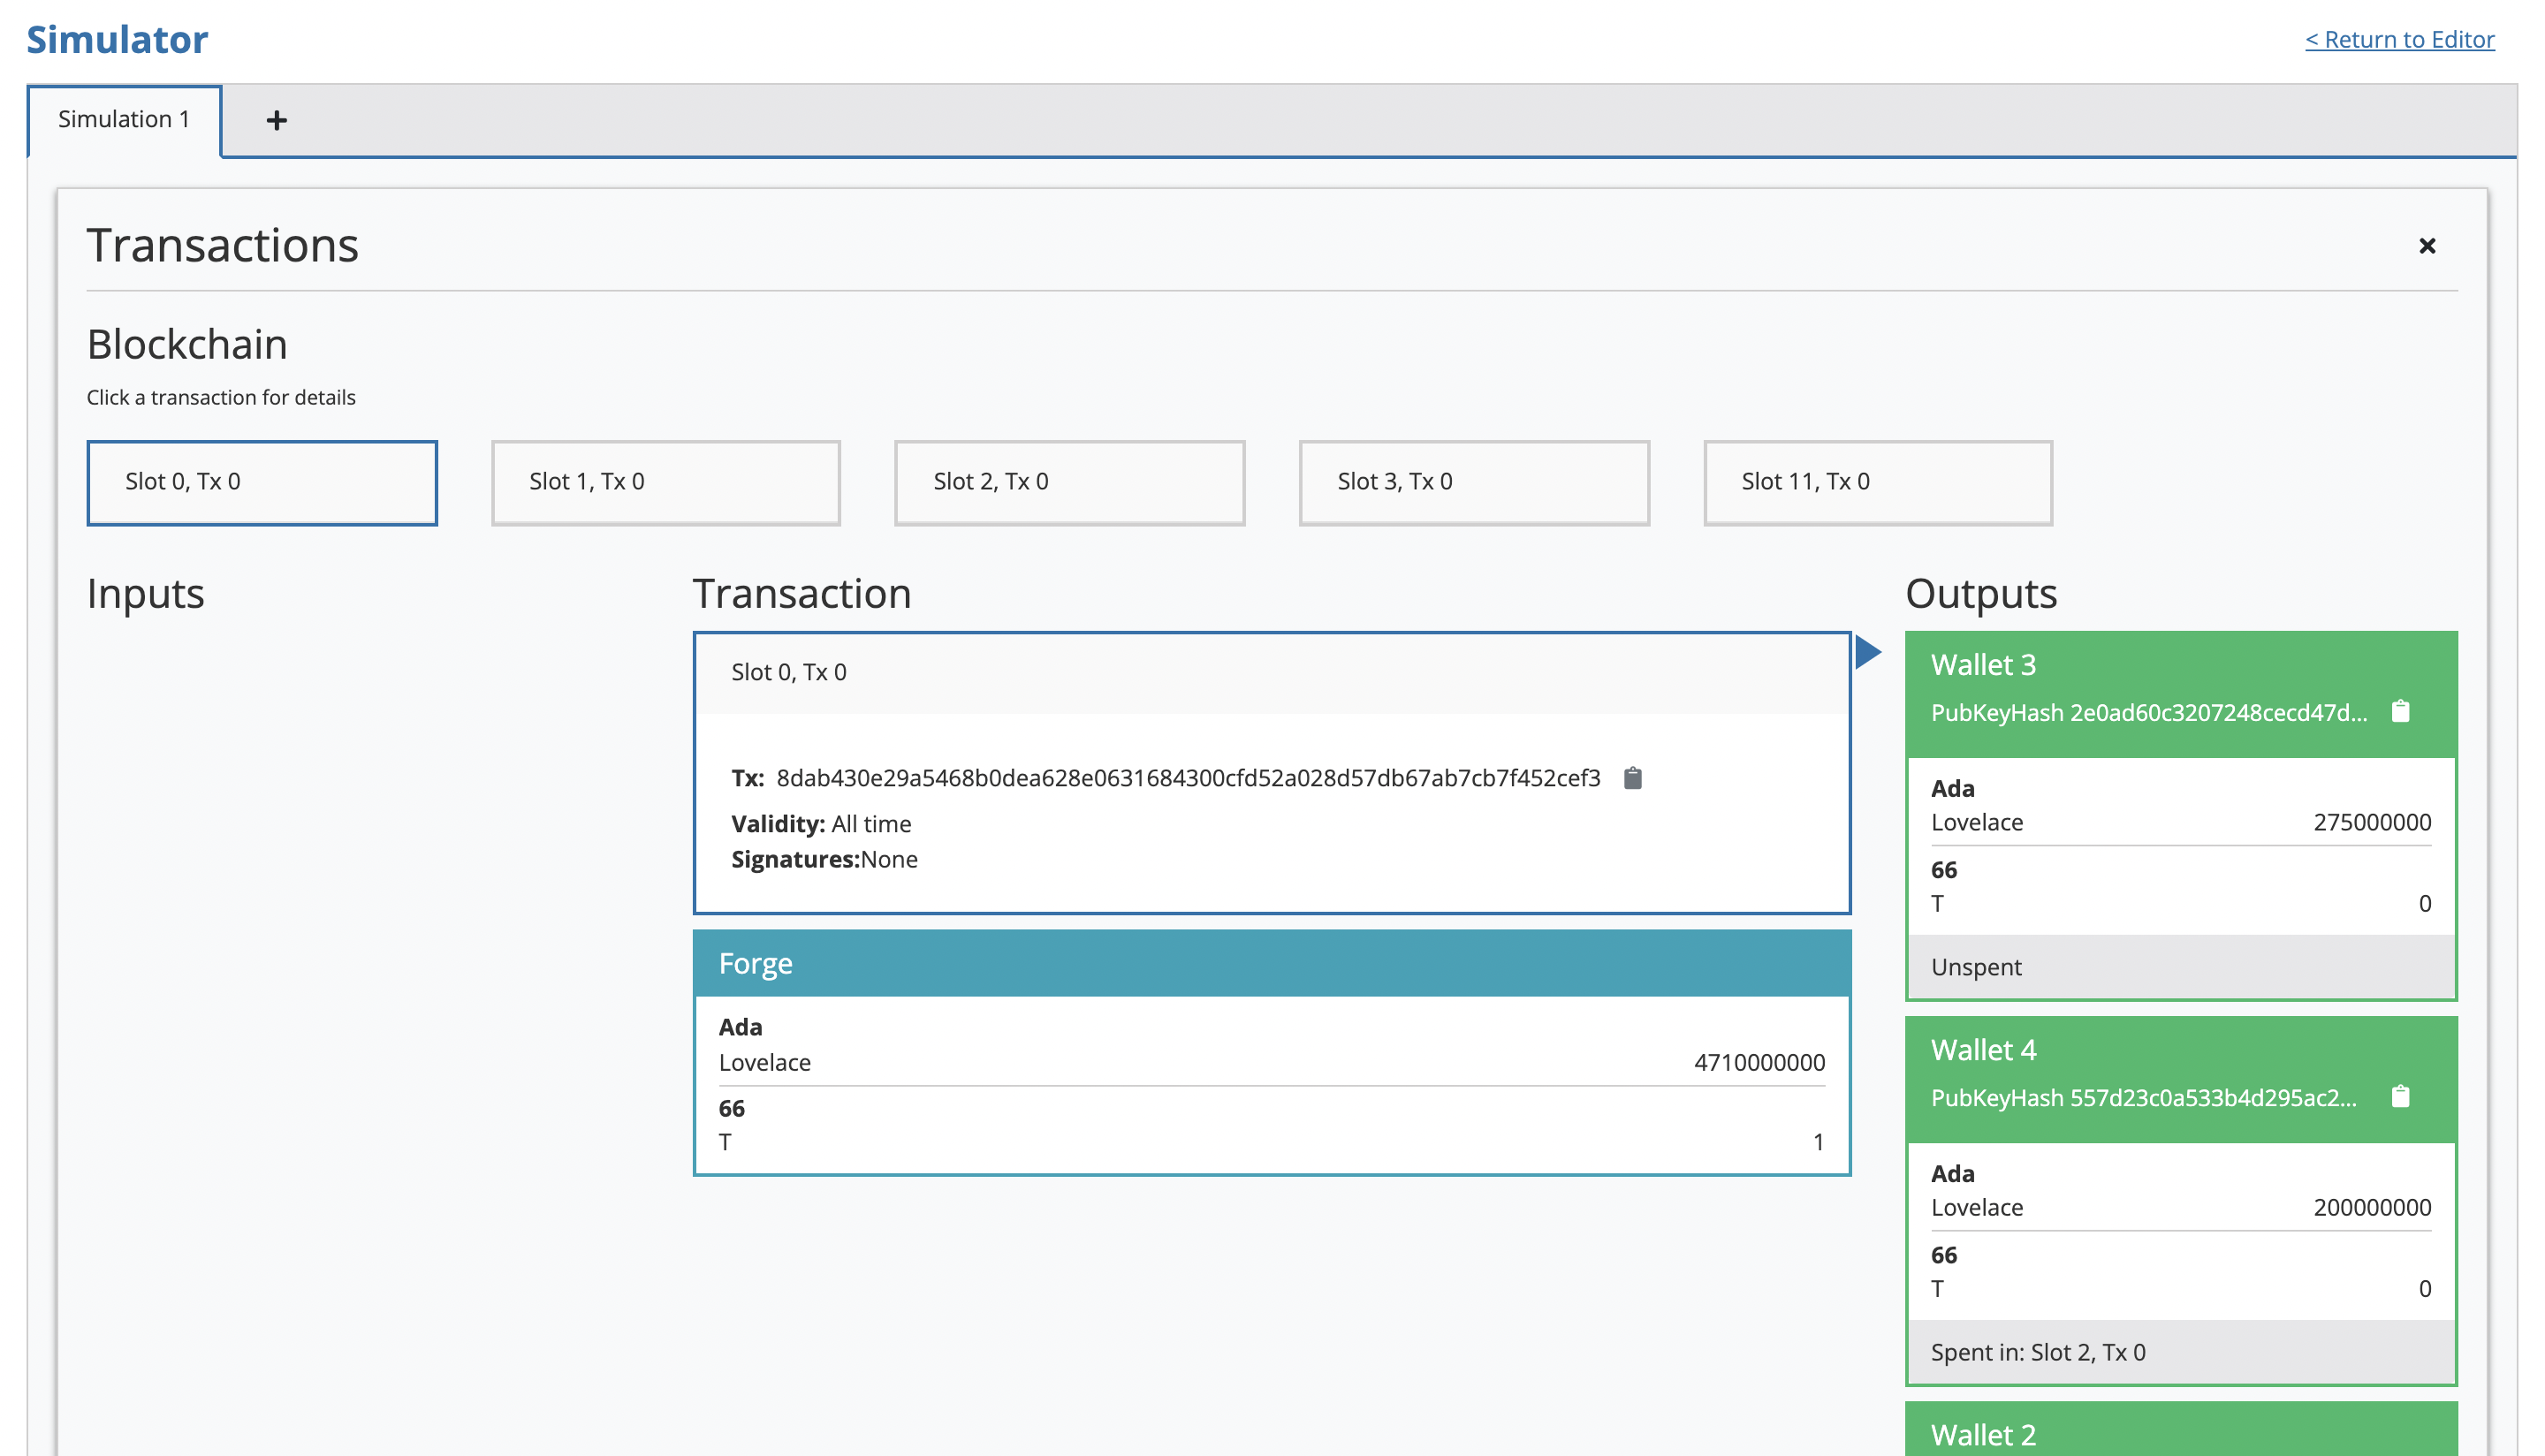 Simulator
< Return to Editor
Simulation 1
+
Transactions
Blockchain
Click a transaction for details
Slot 0, Tx 0
Slot 1, Tx 0
Slot 2, Tx 0
Slot 3, Tx 0
Slot 11, Tx 0
Inputs
Transaction
Slot 0, Tx 0
Tx: 8dab430e29a5468b0dea628e0631684300cfd52a028d57db67ab7cb7f452cef3
Validity: All time
Signatures:None
Forge
Ada
Lovelace 4710000000
66
T 1
Outputs
Wallet 3
PubKeyHash 2e0ad60c3207248cecd47d...
Ada
Lovelace 275000000
66
T 0
Unspent
Wallet 4
PubKeyHash 557d23c0a533b4d295ac2...
Ada
Lovelace 200000000
66
T 0
Spent in: Slot 2, Tx 0
Wallet 2